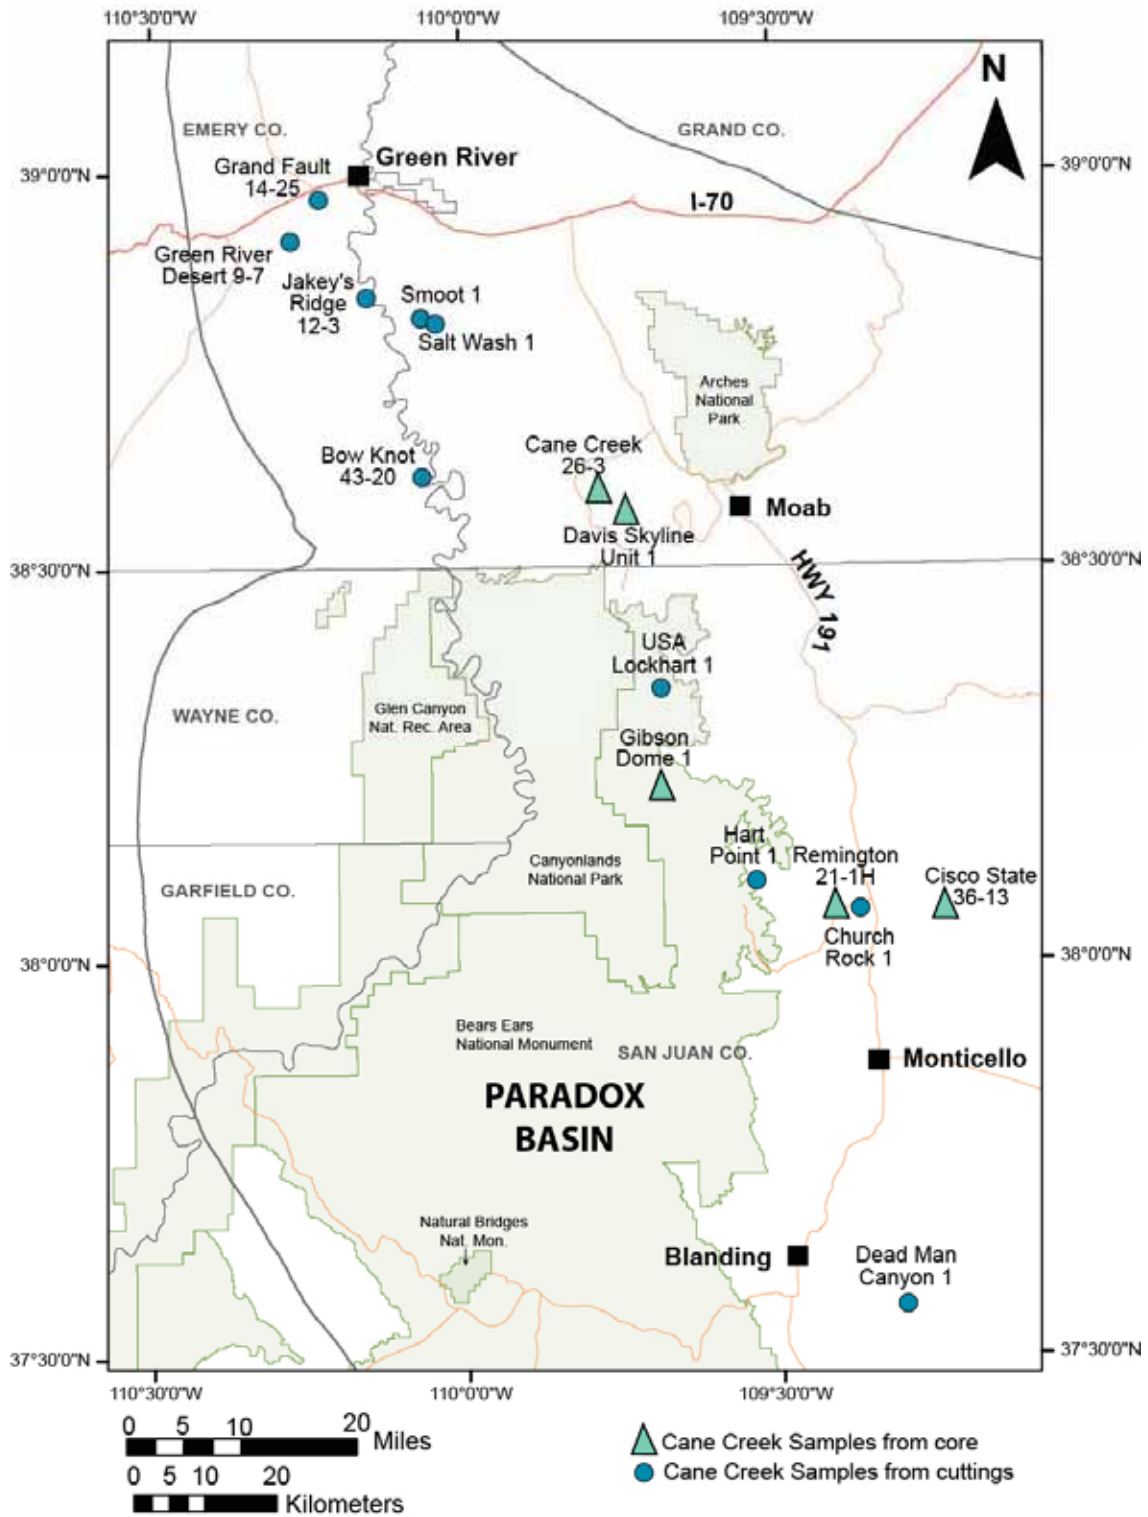 110°30'0"W
110°0'0"W
109°30'0"W
N
EMERY CO.
GRAND CO.
Green River
39°0'0"N
39°0'0"N
Grand Fault
14-25
I-70
Green River
Desert 9-7
Jakey's
Ridge
12-3
Smoot 1
Salt Wash 1
Arches
National
Park
Cane Creek
26-3
Bow Knot
43-20
Moab
Davis Skyline
Unit 1
38°30'0"N
38°30'0"N
HWY 191
USA
Lockhart 1
WAYNE CO.
Glen Canyon
Nat. Rec. Area
Gibson
Dome 1
Hart
Point 1
Remington
21-1H
Cisco State
36-13
Canyonlands
National Park
GARFIELD CO.
Church
Rock 1
38°0'0"N
38°0'0"N
Bears Ears
National Monument
SAN JUAN CO.
Monticello
PARADOX
BASIN
Natural Bridges
Nat. Mon.
Blanding
Dead Man
Canyon 1
37°30'0"N
37°30'0"N
110°30'0"W
110°0'0"W
109°30'0"W
0 5 10 20
Miles
0 5 10 20
Kilometers
Cane Creek Samples from core
Cane Creek Samples from cuttings